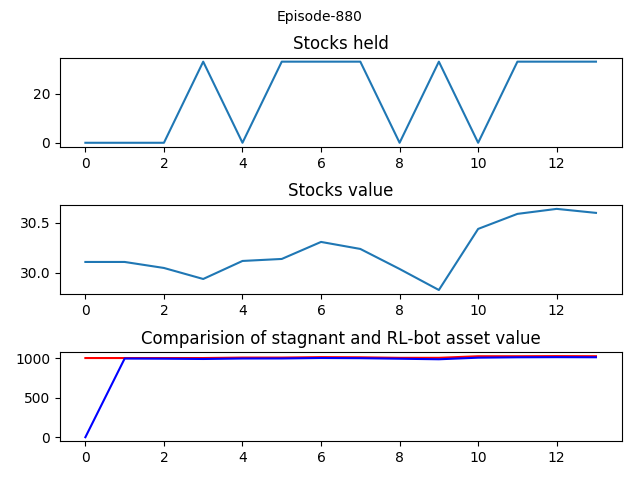 Episode-880
Stocks held
20
0
0 2 4 6 8 10 12
Stocks value
30.5
30.0
0 2 4 6 8 10 12
Comparision of stagnant and RL-bot asset value
1000
500
0
0 2 4 6 8 10 12